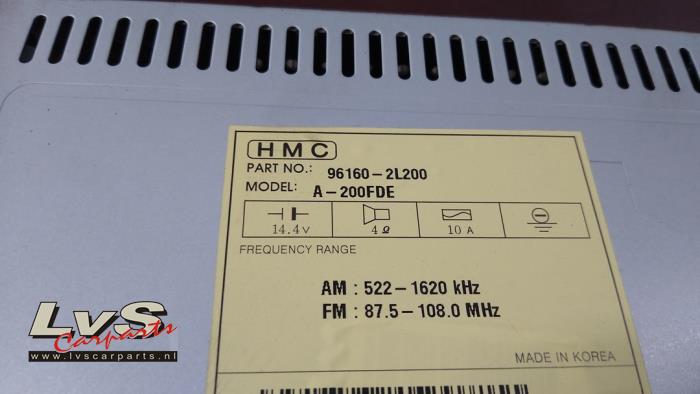 HMC
PART NO.: 96160-2L200
MODEL: A-200FDE
14.4V 4Ω 10 A
FREQUENCY RANGE
AM : 522-1620 kHz
FM : 87.5-108.0 MHz
MADE IN KOREA
LvS
Carparts
www.lvscarparts.nl